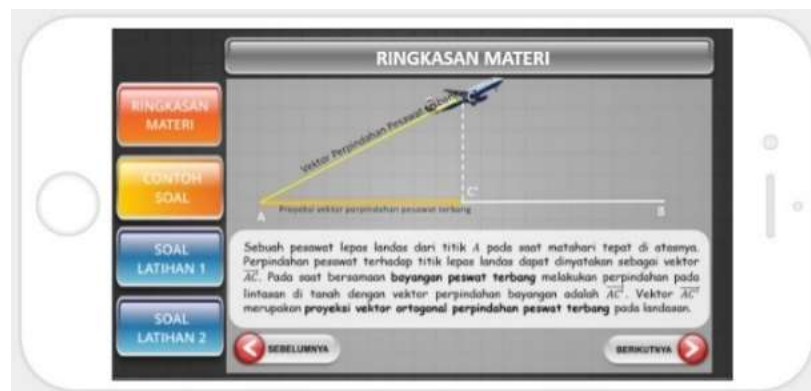 RINGKASAN MATERI
RINGKASAN
MATERI
CONTOH
SOAL
SOAL
LATIHAN 1
SOAL
LATIHAN 2
Vektor Perpindahan Pesawat Terbang
C'
A
Proyeksi vektor perpindahan pesawat terbang
B
Sebuah pesawat lepas landas dari titik A pada saat matahari tepat di atasnya.
Perpindahan pesawat terhadap titik lepas landas dapat dinyatakan sebagai vektor
AC. Pada saat bersamaan bayangan peswat terbang melakukan perpindahan pada
lintasan di tanah dengan vektor perpindahan bayangan adalah AC'. Vektor AC'
merupakan proyeksi vektor ortogonal perpindahan peswat terbang pada landasan.
SEBELUMNYA
BERIKUTNYA